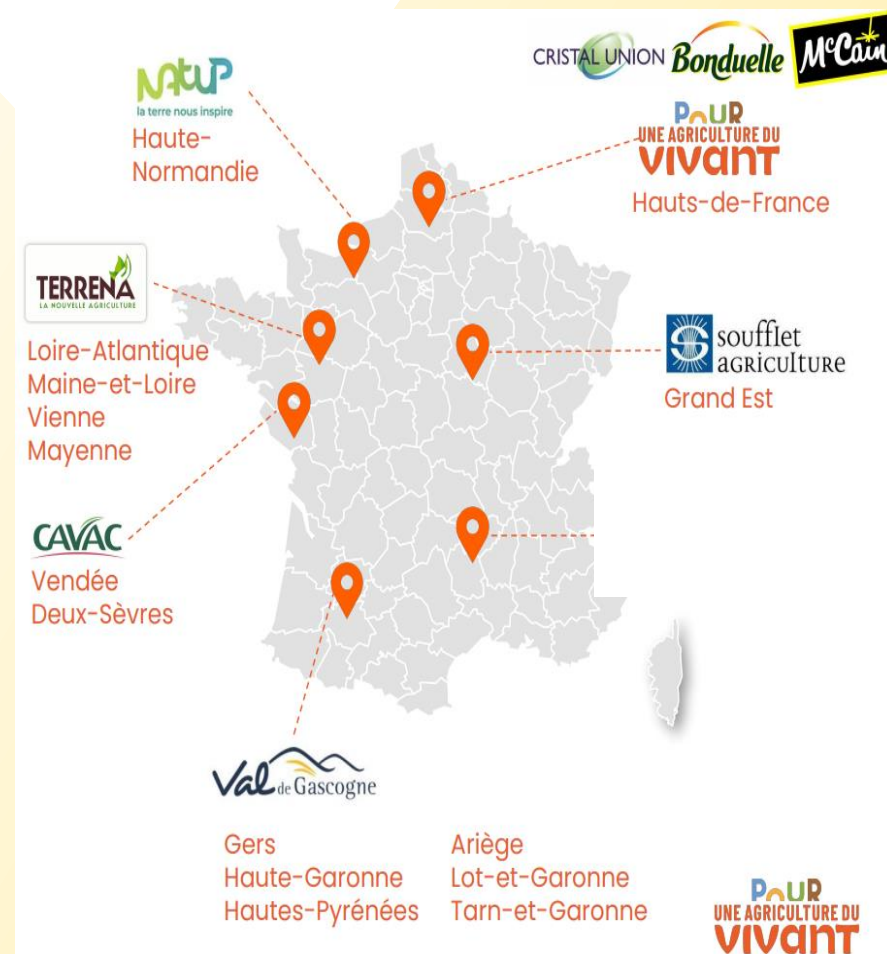 CRISTAL UNION Bonduelle McCain
NatUP
la terre nous inspire
Haute-
Normandie
PoUR
UNE AGRICULTURE DU
VIVANT
Hauts-de-France
TERRENA
LA NOUVELLE AGRICULTURE
Loire-Atlantique
Maine-et-Loire
Vienne
Mayenne
soufflet
agriculture
Grand Est
CAVAC
Vendée
Deux-Sèvres
Val de Gascogne
Gers
Haute-Garonne
Hautes-Pyrénées
Ariège
Lot-et-Garonne
Tarn-et-Garonne
PoUR
UNE AGRICULTURE DU
VIVANT